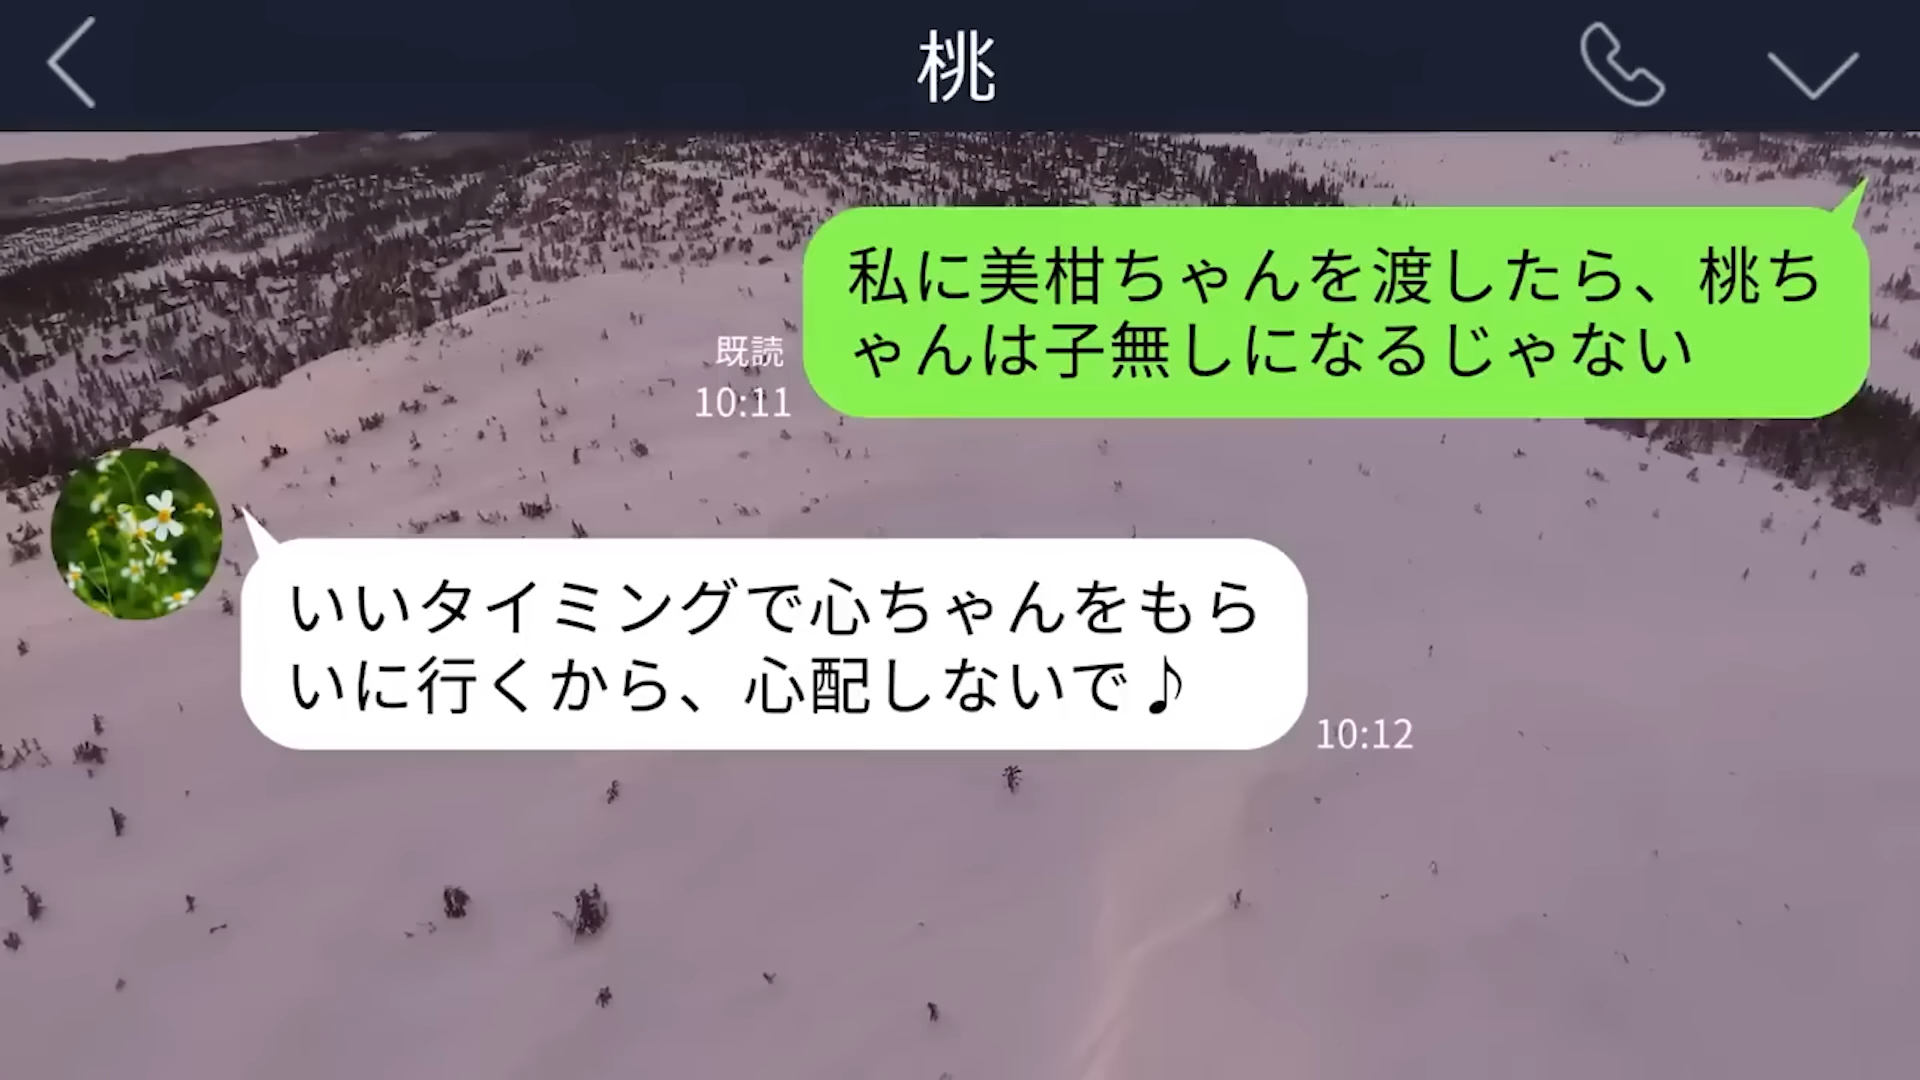 桃
私に美柑ちゃんを渡したら、桃ち
ゃんは子無しになるじゃない
既読
10:11
いいタイミングで心ちゃんをもら
いに行くから、心配しないで♪
10:12